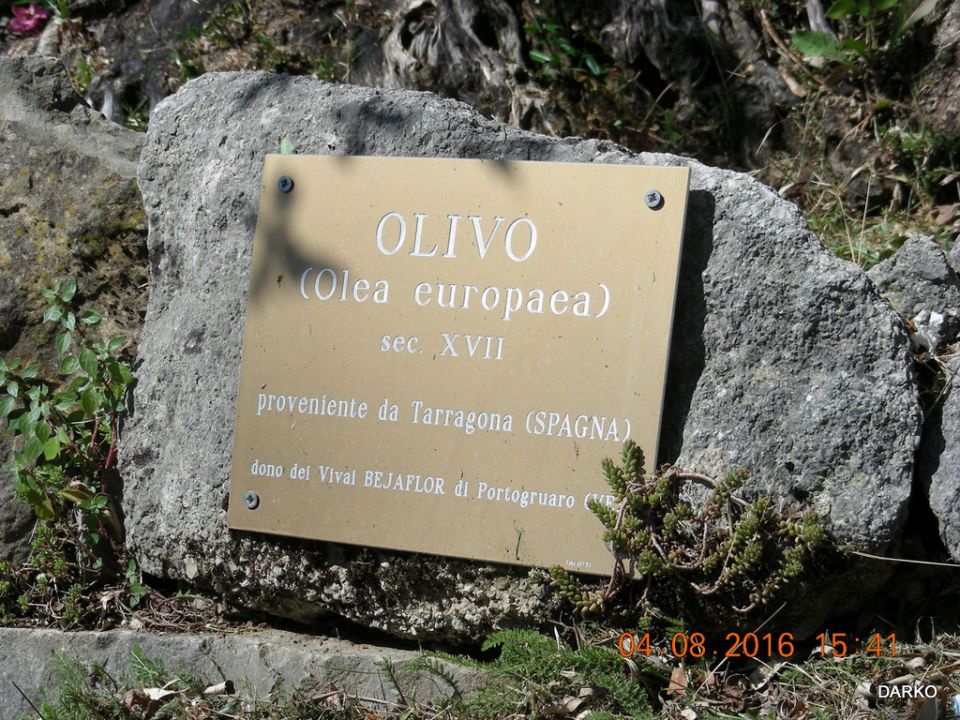 OLIVO
(Olea europaea)
sec. XVII
proveniente da Tarragona (SPAGNA)
dono dei Vivai BEJAFLOR di Portogruaro (VE
04.08.2016 15:41
DARKO